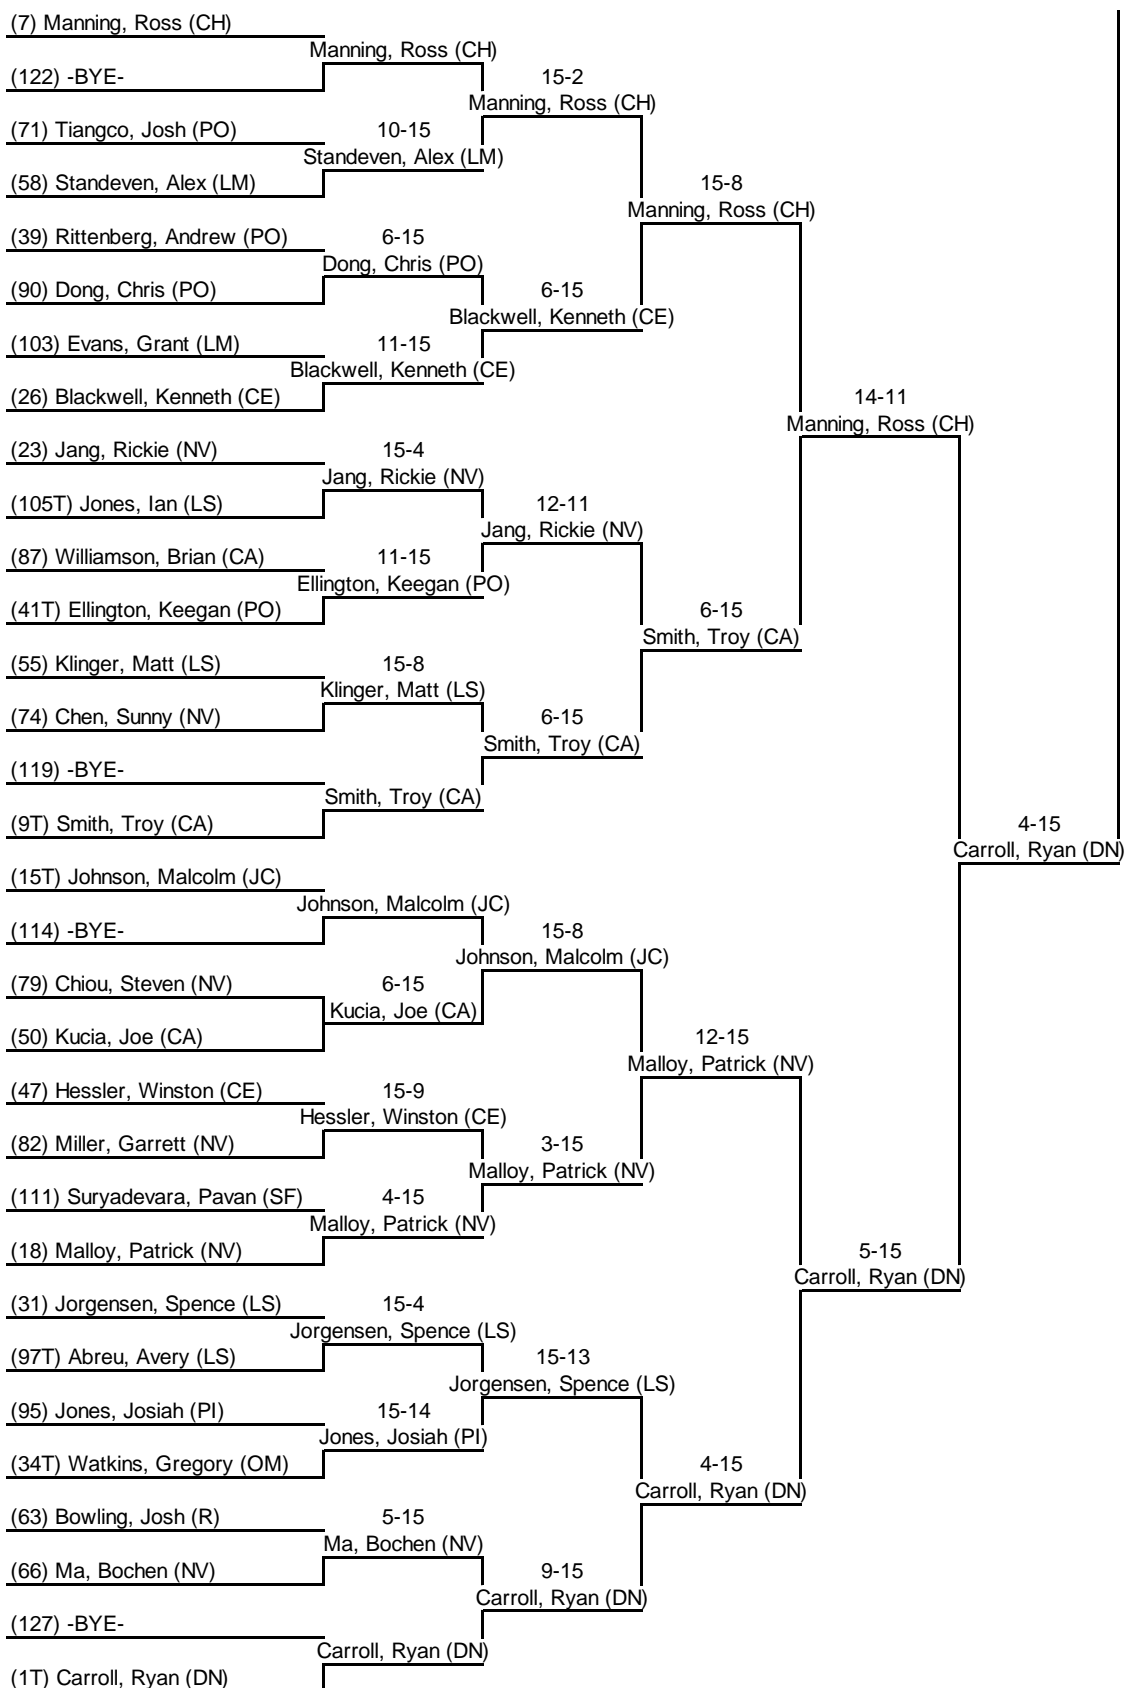 (7) Manning, Ross (CH)
Manning, Ross (CH)
(122) -BYE-
15-2
Manning, Ross (CH)
(71) Tiangco, Josh (PO)
10-15
Standeven, Alex (LM)
(58) Standeven, Alex (LM)
15-8
Manning, Ross (CH)
(39) Rittenberg, Andrew (PO)
6-15
Dong, Chris (PO)
(90) Dong, Chris (PO)
6-15
Blackwell, Kenneth (CE)
(103) Evans, Grant (LM)
11-15
Blackwell, Kenneth (CE)
(26) Blackwell, Kenneth (CE)
14-11
Manning, Ross (CH)
(23) Jang, Rickie (NV)
15-4
Jang, Rickie (NV)
(105T) Jones, Ian (LS)
12-11
Jang, Rickie (NV)
(87) Williamson, Brian (CA)
11-15
Ellington, Keegan (PO)
(41T) Ellington, Keegan (PO)
6-15
Smith, Troy (CA)
(55) Klinger, Matt (LS)
15-8
Klinger, Matt (LS)
(74) Chen, Sunny (NV)
6-15
Smith, Troy (CA)
(119) -BYE-
Smith, Troy (CA)
(9T) Smith, Troy (CA)
4-15
Carroll, Ryan (DN)
(15T) Johnson, Malcolm (JC)
Johnson, Malcolm (JC)
(114) -BYE-
15-8
Johnson, Malcolm (JC)
(79) Chiou, Steven (NV)
6-15
Kucia, Joe (CA)
(50) Kucia, Joe (CA)
12-15
Malloy, Patrick (NV)
(47) Hessler, Winston (CE)
15-9
Hessler, Winston (CE)
(82) Miller, Garrett (NV)
3-15
Malloy, Patrick (NV)
(111) Suryadevara, Pavan (SF)
4-15
Malloy, Patrick (NV)
(18) Malloy, Patrick (NV)
5-15
Carroll, Ryan (DN)
(31) Jorgensen, Spence (LS)
15-4
Jorgensen, Spence (LS)
(97T) Abreu, Avery (LS)
15-13
Jorgensen, Spence (LS)
(95) Jones, Josiah (PI)
15-14
Jones, Josiah (PI)
(34T) Watkins, Gregory (OM)
4-15
Carroll, Ryan (DN)
(63) Bowling, Josh (R)
5-15
Ma, Bochen (NV)
(66) Ma, Bochen (NV)
9-15
Carroll, Ryan (DN)
(127) -BYE-
Carroll, Ryan (DN)
(1T) Carroll, Ryan (DN)